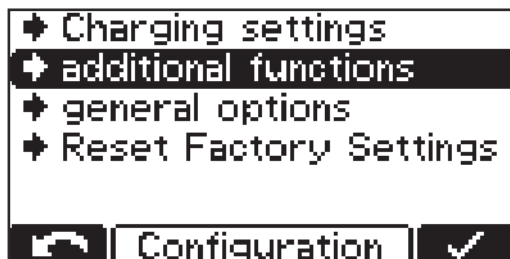 Charging settings
additional functions
general options
Reset Factory Settings
Configuration